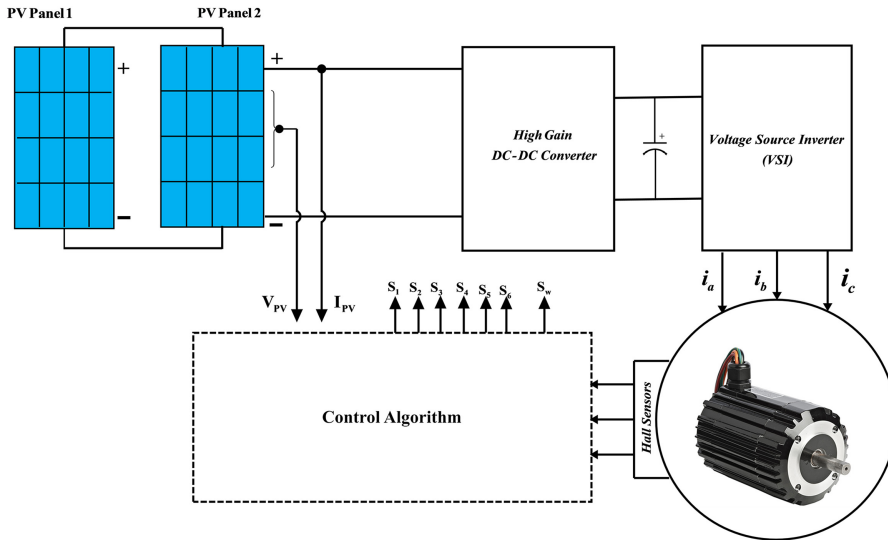 PV Panel 1
PV Panel 2
+
+
-
-
High Gain
DC-DC Converter
+
Voltage Source Inverter
(VSI)
i_a
i_b
i_c
V_PV
I_PV
S_1
S_2
S_3
S_4
S_5
S_6
S_w
Control Algorithm
Hall Sensors